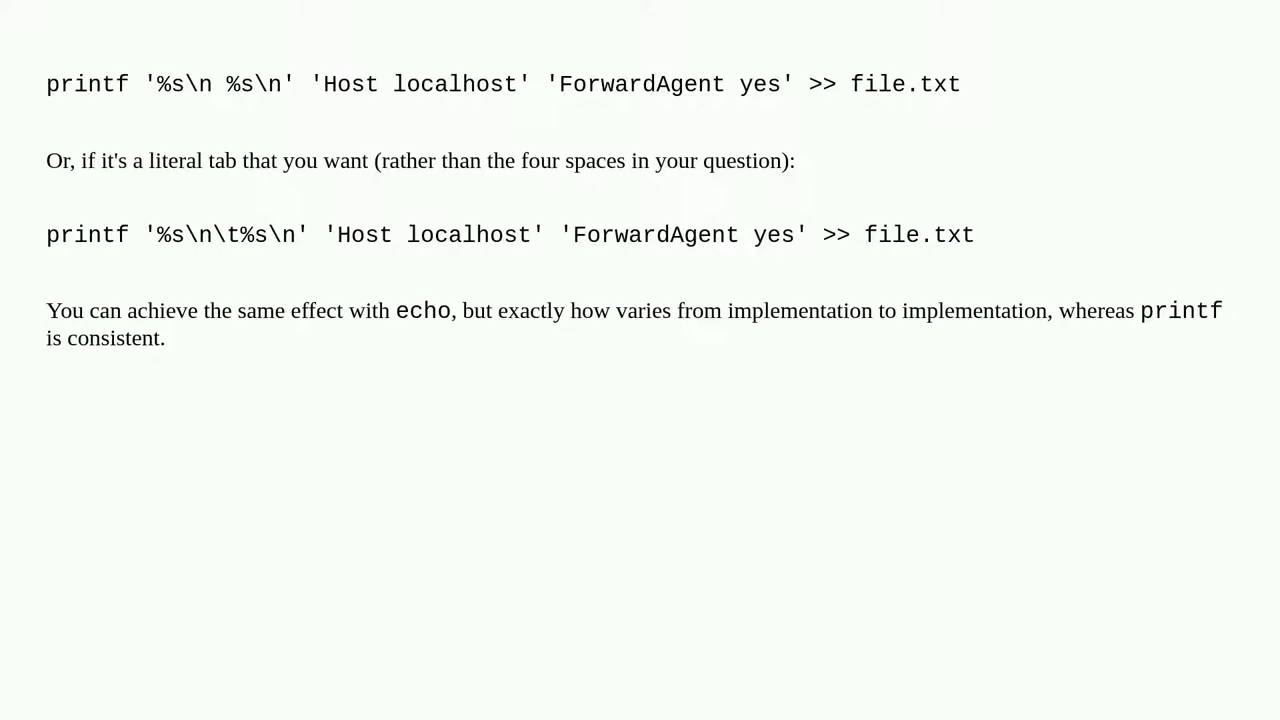 printf '%s\n %s\n' 'Host localhost' 'ForwardAgent yes' >> file.txt
Or, if it's a literal tab that you want (rather than the four spaces in your question):
printf '%s\n\t%s\n' 'Host localhost' 'ForwardAgent yes' >> file.txt
You can achieve the same effect with echo, but exactly how varies from implementation to implementation, whereas printf
is consistent.